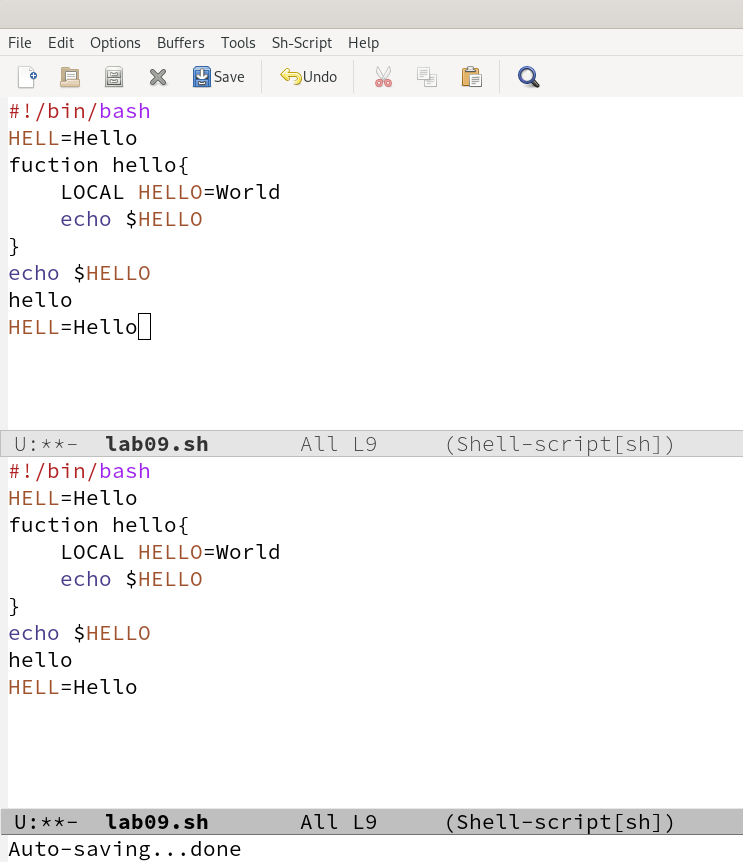 File Edit Options Buffers Tools Sh-Script Help
Save Undo
#!/bin/bash
HELL=Hello
fuction hello{
    LOCAL HELLO=World
    echo $HELLO
}
echo $HELLO
hello
HELL=Hello
U:**-  lab09.sh       All L9     (Shell-script[sh])
#!/bin/bash
HELL=Hello
fuction hello{
    LOCAL HELLO=World
    echo $HELLO
}
echo $HELLO
hello
HELL=Hello
U:**-  lab09.sh       All L9     (Shell-script[sh])
Auto-saving...done